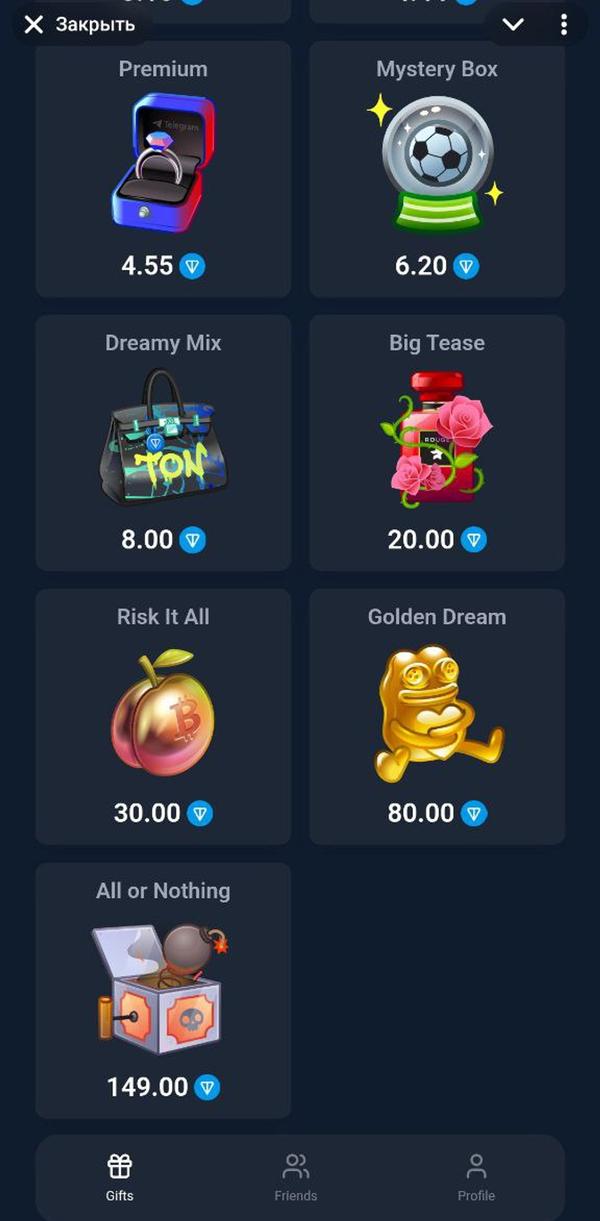 Закрыть
Premium
Mystery Box
Telegram
4.55
6.20
Dreamy Mix
Big Tease
TON
8.00
20.00
Risk It All
Golden Dream
30.00
80.00
All or Nothing
149.00
Gifts
Friends
Profile